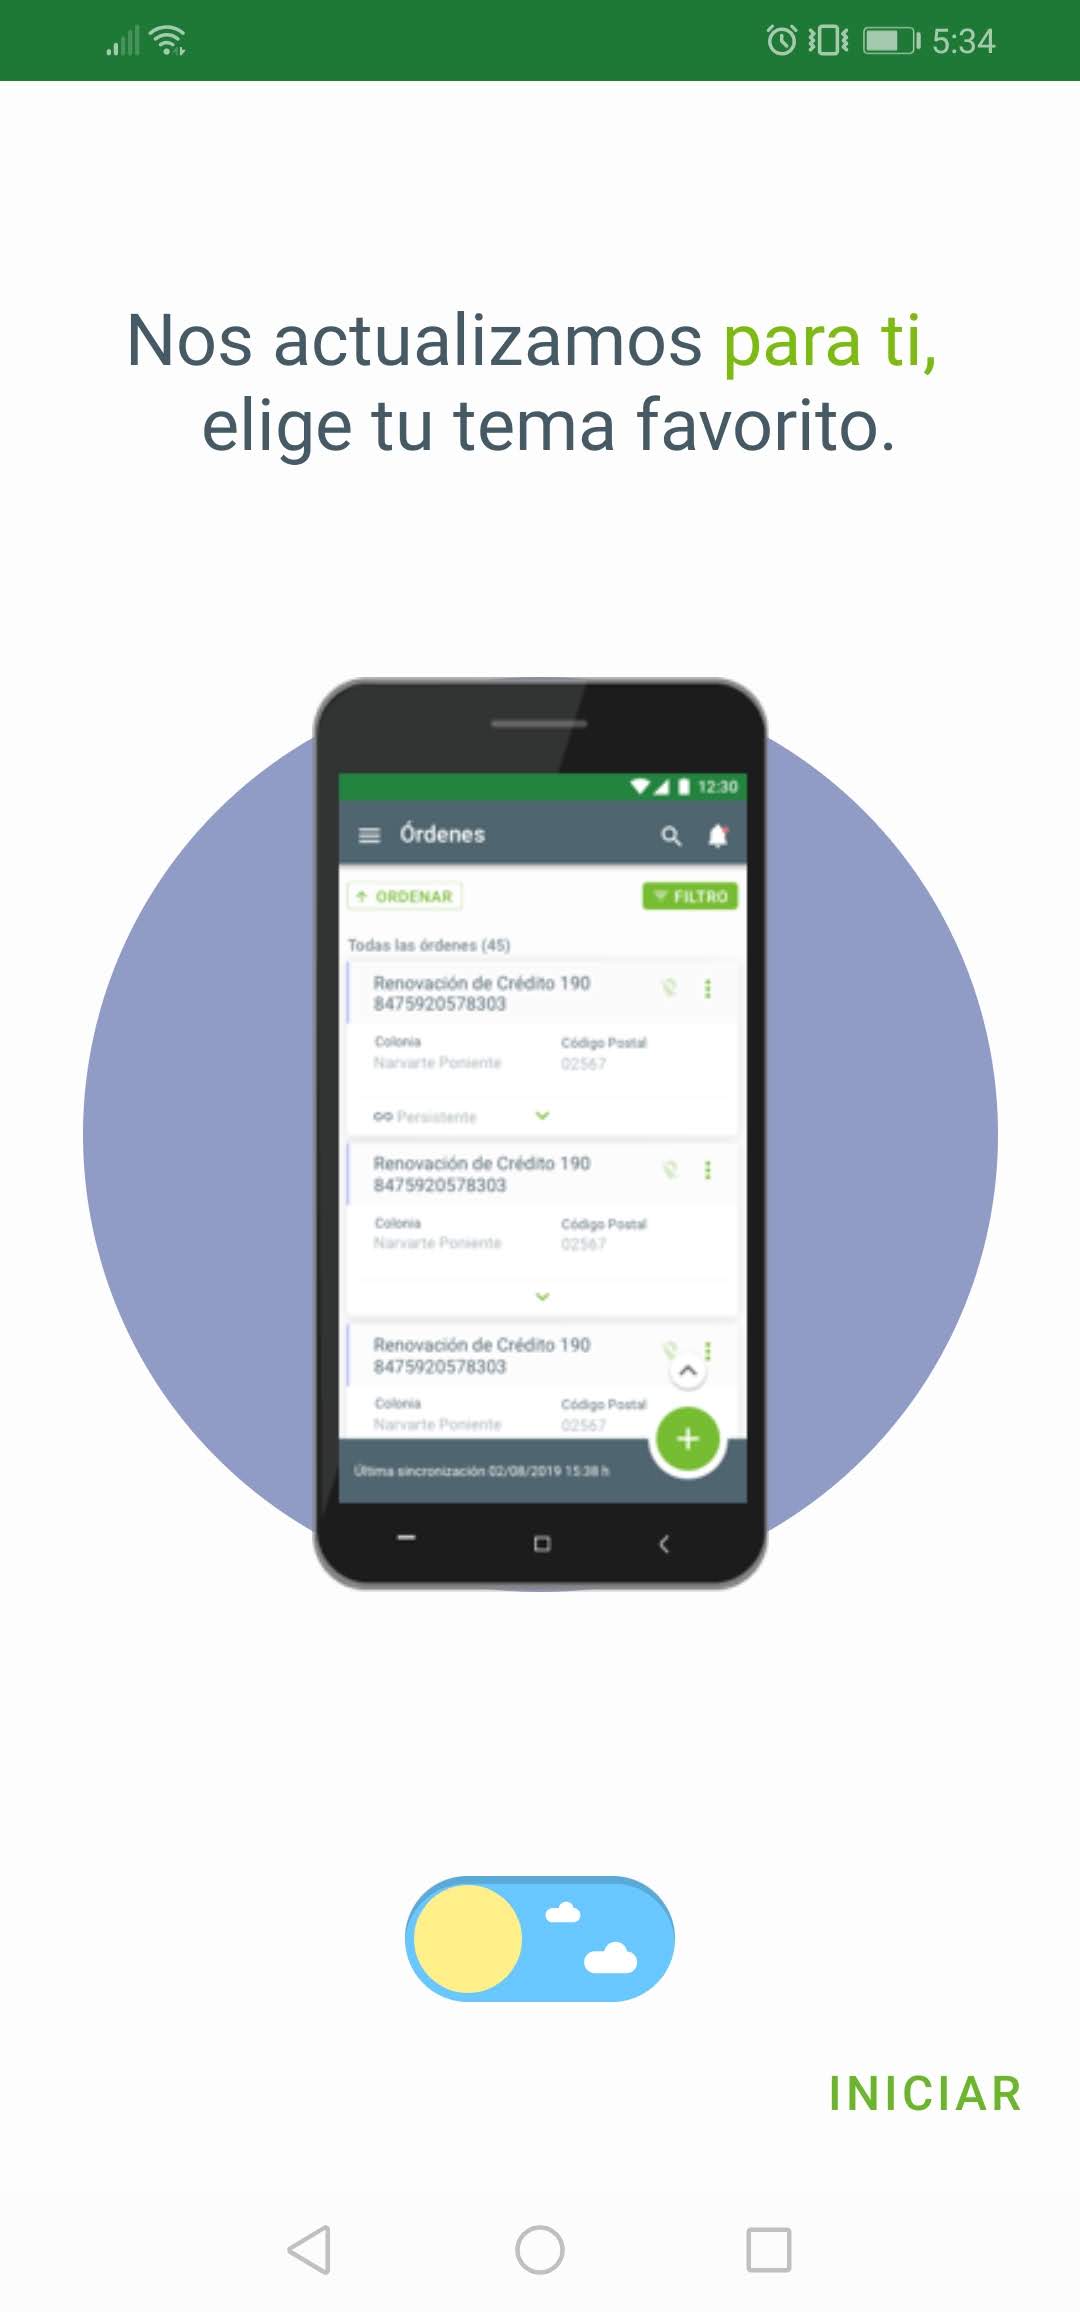 5:34
Nos actualizamos para ti,
elige tu tema favorito.
12:30
Órdenes
ORDENAR
FILTRO
Todas las órdenes (45)
Renovación de Crédito 190
8475920578303
Colonia
Código Postal
Narvarte Poniente
02567
Persistente
Renovación de Crédito 190
8475920578303
Colonia
Código Postal
Narvarte Poniente
02567
Renovación de Crédito 190
8475920578303
Colonia
Código Postal
Narvarte Poniente
02567
Última sincronización 02/08/2019 15:38 h
INICIAR